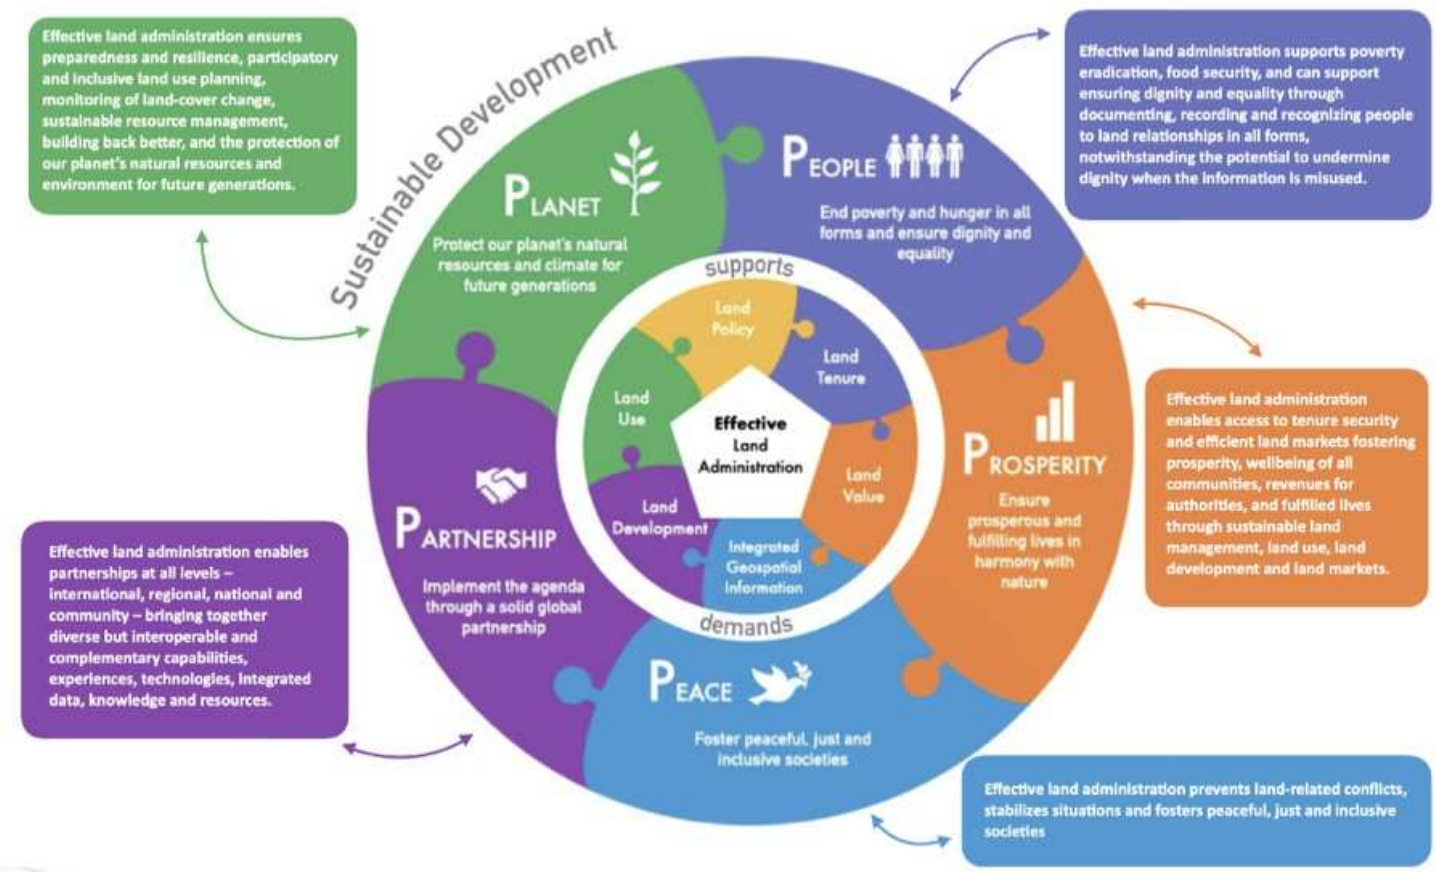 Effective land administration ensures
preparedness and resilience, participatory
and inclusive land use planning,
monitoring of land-cover change,
sustainable resource management,
building back better, and the protection of
our planet's natural resources and
environment for future generations.
Sustainable Development
Effective land administration supports poverty
eradication, food security, and can support
ensuring dignity and equality through
documenting, recording and recognizing people
to land relationships in all forms,
notwithstanding the potential to undermine
dignity when the information is misused.
PLANET
Protect our planet's natural
resources and climate for
future generations
PEOPLE
End poverty and hunger in all
forms and ensure dignity and
equality
supports
Land
Policy
Land
Tenure
Land
Use
Effective
Land
Administration
Land
Value
Land
Development
Integrated
Geospatial
Information
demands
PROSPERITY
Ensure
prosperous and
fulfilling lives in
harmony with
nature
Effective land administration
enables access to tenure security
and efficient land markets fostering
prosperity, wellbeing of all
communities, revenues for
authorities, and fulfilled lives
through sustainable land
management, land use, land
development and land markets.
PARTNERSHIP
Implement the agenda
through a solid global
partnership
Effective land administration enables
partnerships at all levels –
international, regional, national and
community – bringing together
diverse but interoperable and
complementary capabilities,
experiences, technologies, integrated
data, knowledge and resources.
PEACE
Foster peaceful, just and
inclusive societies
Effective land administration prevents land-related conflicts,
stabilizes situations and fosters peaceful, just and inclusive
societies